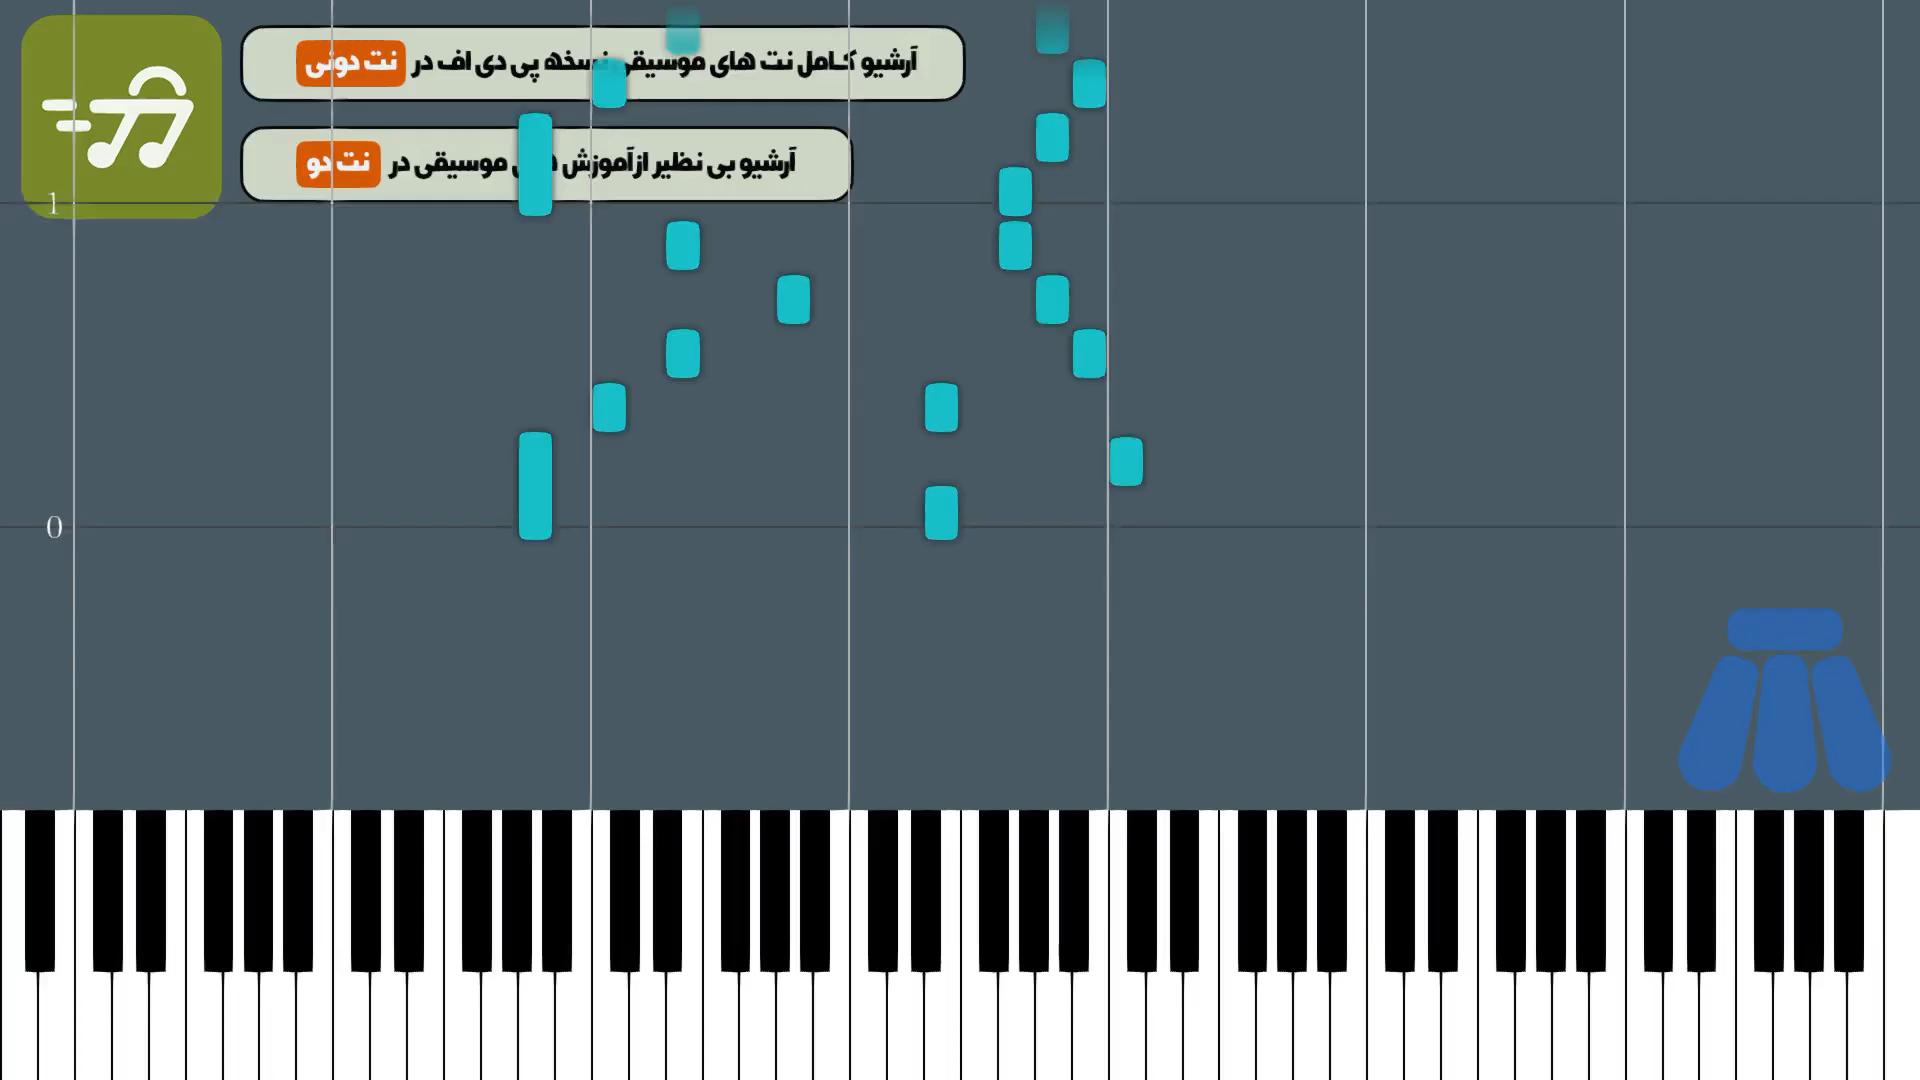 آرشیو کامل نت های موسیقی نسخه پی دی اف در نت دونی
آرشیو بی نظیر از آموزش های موسیقی در نت دو
1
0